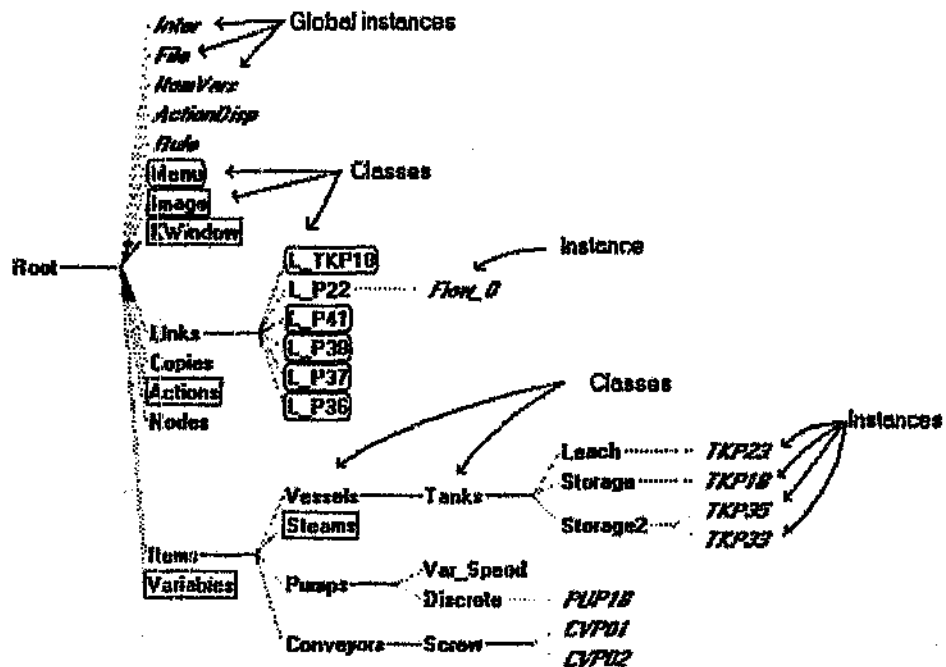 Inter
Global instances
File
ActionDisp
Rule
Menu
Classes
Image
KWindow
Root
L_TKP10
Instance
L_P22
Flow_0
Links
L_P41
L_P38
Copies
L_P37
Actions
L_P36
Nodes
Classes
Instances
Leach
TKP23
Vessels
Tanks
Storage
TKP18
Steams
Storage2
TKP35
TKP33
Items
Variables
Pumps
Var_Speed
Discrete
PUP18
Conveyors
Screw
CVP01
CVP02